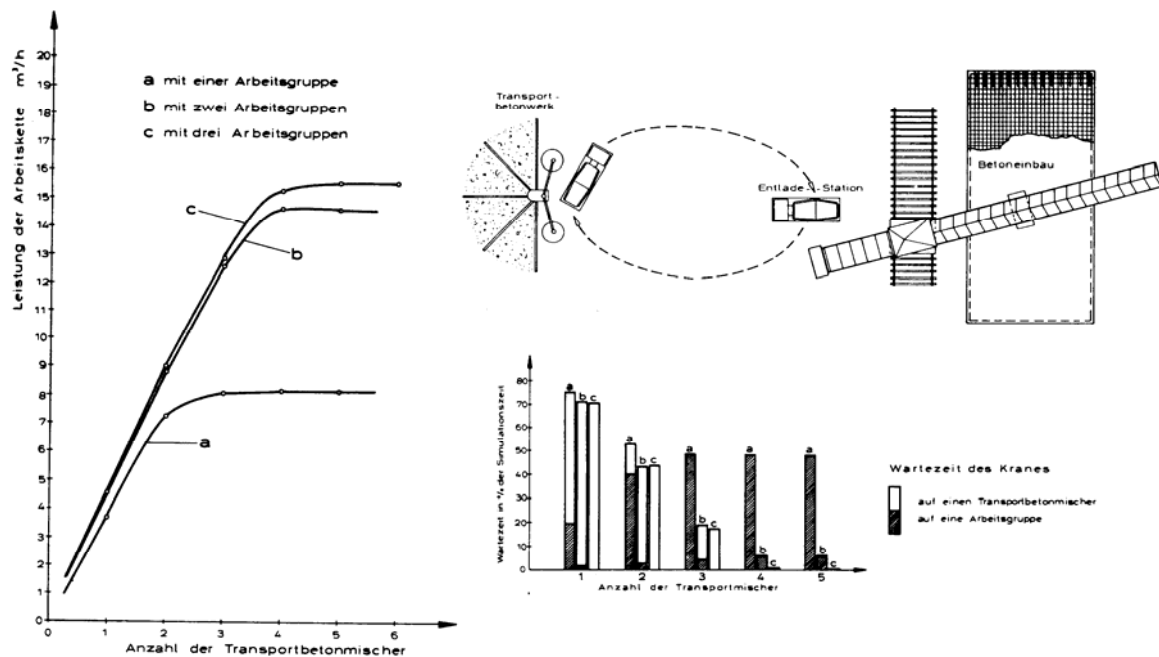 Leistung der Arbeitskette m³/h
20
19
18
17
16
15
14
13
12
11
10
9
8
7
6
5
4
3
2
1
0
a mit einer Arbeitsgruppe
b mit zwei Arbeitsgruppen
c mit drei Arbeitsgruppen
c
b
a
1 2 3 4 5 6
Anzahl der Transportbetonmischer
Transport-
betonwerk
Entlade-Station
Betoneinbau
Wartezeit in % der Simulationszeit
80
70
60
50
40
30
20
10
0
a b c
a b c
a b c
a b c
a b c
1 2 3 4 5
Anzahl der Transportmischer
Wartezeit des Kranes
auf einen Transportbetonmischer
auf eine Arbeitsgruppe